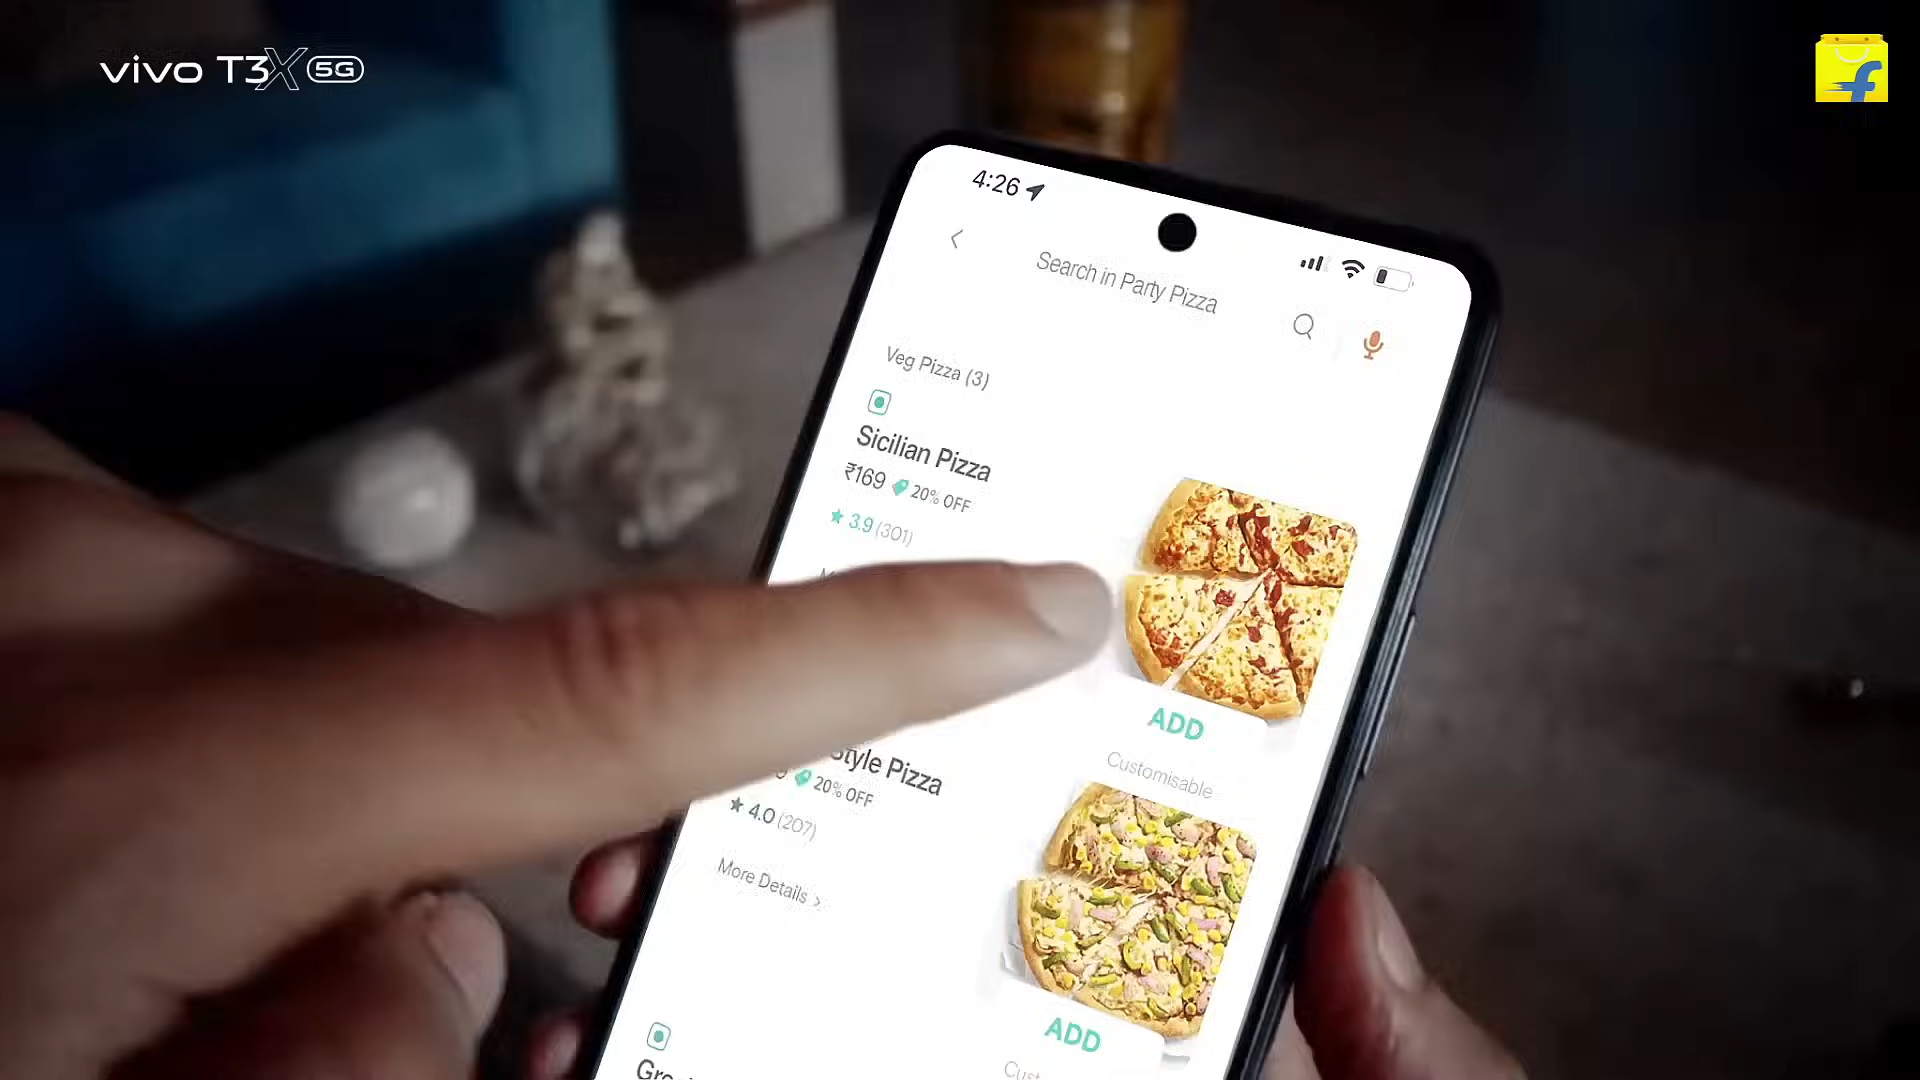 vivo T3X 5G
f
4:26
Search in Party Pizza
Veg Pizza (3)
Sicilian Pizza
₹169 20% OFF
3.9 (301)
ADD
Customisable
Style Pizza
20% OFF
4.0 (207)
More Details >
ADD